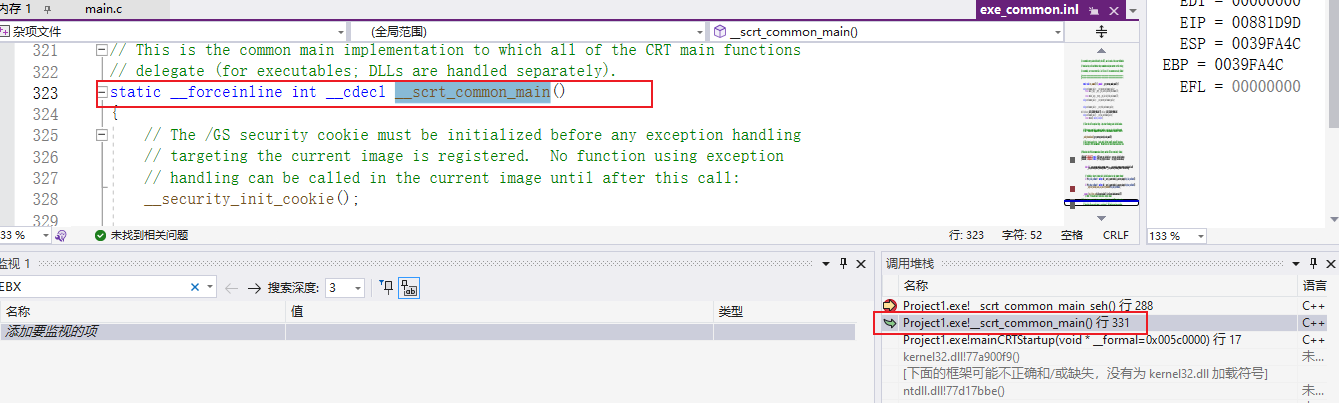 内存 1 main.c exe_common.inl
杂项文件 (全局范围) __scrt_common_main()
321 // This is the common main implementation to which all of the CRT main functions
322 // delegate (for executables; DLLs are handled separately).
323 static __forceinline int __cdecl __scrt_common_main()
324 {
325 // The /GS security cookie must be initialized before any exception handling
326 // targeting the current image is registered.  No function using exception
327 // handling can be called in the current image until after this call:
328 __security_init_cookie();
329
EDI = 00000000
EIP = 00881D9D
ESP = 0039FA4C
EBP = 0039FA4C
EFL = 00000000
33 % 未找到相关问题 行: 323 字符: 52 空格 CRLF
133 %
监视 1
EBX 搜索深度: 3
名称 值 类型
添加要监视的项
调用堆栈
名称 语言
Project1.exe!__scrt_common_main_seh() 行 288 C++
Project1.exe!__scrt_common_main() 行 331 C++
Project1.exe!mainCRTStartup(void * __formal=0x005c0000) 行 17 C++
kernel32.dll!77a900f9() 未...
[下面的框架可能不正确和/或缺失，没有为 kernel32.dll 加载符号]
ntdll.dll!77d17bbe() 未...